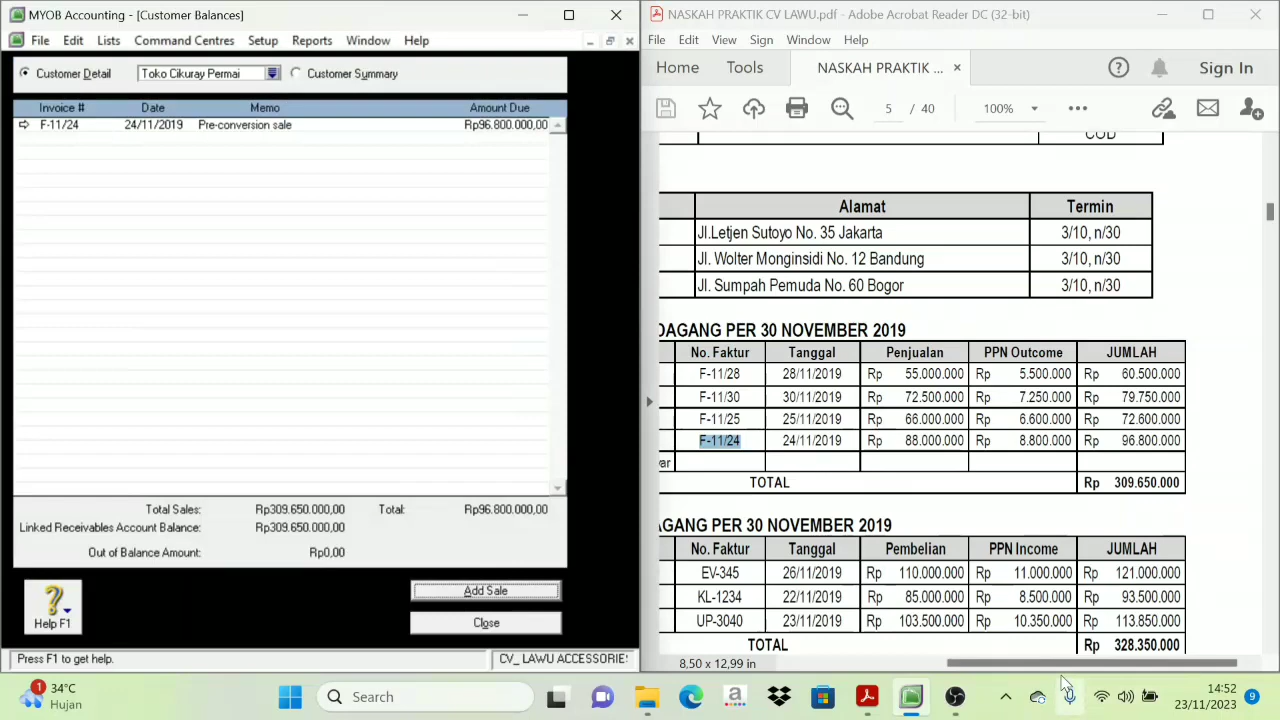 MYOB Accounting - [Customer Balances]
File Edit Lists Command Centres Setup Reports Window Help
Customer Detail Toko Cikuray Permai Customer Summary
Invoice # Date Memo Amount Due
F-11/24 24/11/2019 Pre-conversion sale Rp96.800.000,00
Total Sales: Rp309.650.000,00 Total: Rp96.800.000,00
Linked Receivables Account Balance: Rp309.650.000,00
Out of Balance Amount: Rp0,00
Add Sale
Help F1
Close
Press F1 to get help. CV_ LAWU ACCESSORIES
NASKAH PRAKTIK CV LAWU.pdf - Adobe Acrobat Reader DC (32-bit)
File Edit View Sign Window Help
Home Tools NASKAH PRAKTIK ... × Sign In
5 / 40 100%
COD
Alamat Termin
Jl.Letjen Sutoyo No. 35 Jakarta 3/10, n/30
Jl. Wolter Monginsidi No. 12 Bandung 3/10, n/30
Jl. Sumpah Pemuda No. 60 Bogor 3/10, n/30
DAGANG PER 30 NOVEMBER 2019
No. Faktur Tanggal Penjualan PPN Outcome JUMLAH
F-11/28 28/11/2019 Rp 55.000.000 Rp 5.500.000 Rp 60.500.000
F-11/30 30/11/2019 Rp 72.500.000 Rp 7.250.000 Rp 79.750.000
F-11/25 25/11/2019 Rp 66.000.000 Rp 6.600.000 Rp 72.600.000
F-11/24 24/11/2019 Rp 88.000.000 Rp 8.800.000 Rp 96.800.000
var
TOTAL Rp 309.650.000
AGANG PER 30 NOVEMBER 2019
No. Faktur Tanggal Pembelian PPN Income JUMLAH
EV-345 26/11/2019 Rp 110.000.000 Rp 11.000.000 Rp 121.000.000
KL-1234 22/11/2019 Rp 85.000.000 Rp 8.500.000 Rp 93.500.000
UP-3040 23/11/2019 Rp 103.500.000 Rp 10.350.000 Rp 113.850.000
TOTAL Rp 328.350.000
8,50 x 12,99 in
1 34°C
Hujan
Search
a
14:52
23/11/2023 9